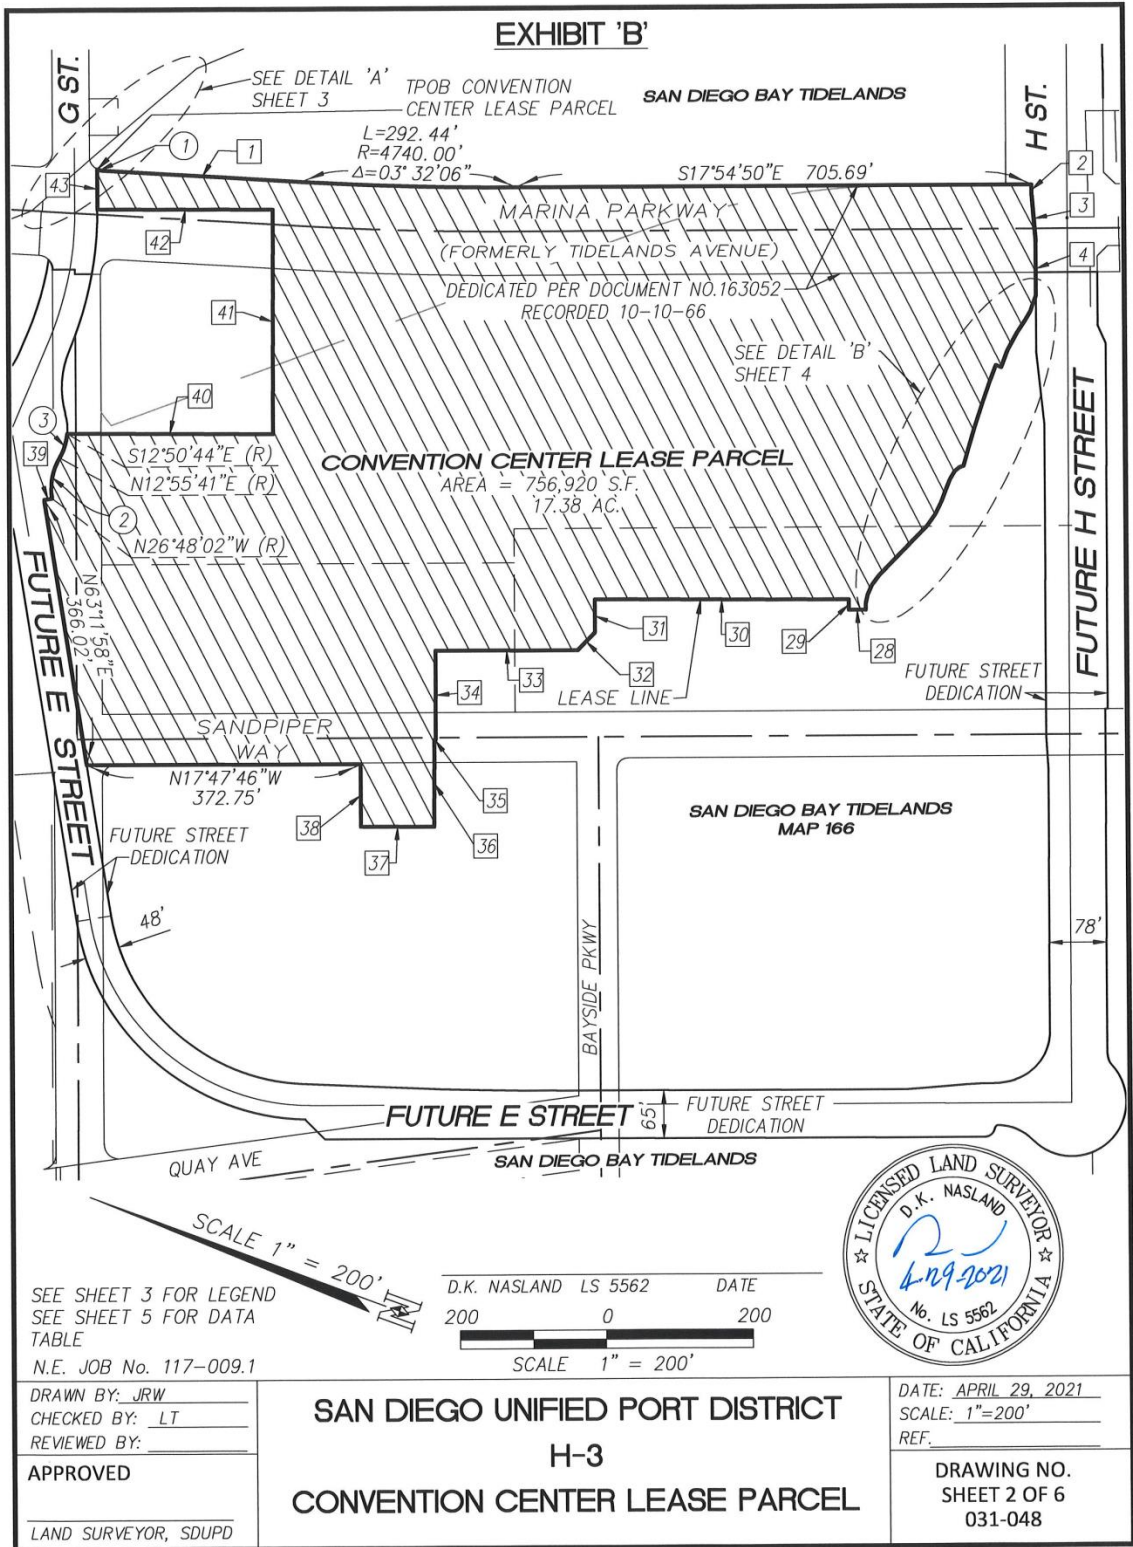 EXHIBIT 'B'
G ST.
SEE DETAIL 'A'
SHEET 3
TPOB CONVENTION
CENTER LEASE PARCEL
SAN DIEGO BAY TIDELANDS
H ST.
L=292.44'
R=4740.00'
Δ=03°32'06"
S17°54'50"E 705.69'
1
1
43
42
2
3
4
MARINA PARKWAY
(FORMERLY TIDELANDS AVENUE)
DEDICATED PER DOCUMENT NO.163052
RECORDED 10-10-66
41
SEE DETAIL 'B'
SHEET 4
40
3
39
S12°50'44"E (R)
N12°55'41"E (R)
2
N26°48'02"W (R)
CONVENTION CENTER LEASE PARCEL
AREA = 756,920 S.F.
17.38 AC.
FUTURE H STREET
FUTURE E STREET
N63°11'58"E
366.02'
31
30
29
28
32
33
34
LEASE LINE
FUTURE STREET
DEDICATION
SANDPIPER
WAY
N17°47'46"W
372.75'
35
36
37
38
SAN DIEGO BAY TIDELANDS
MAP 166
FUTURE STREET
DEDICATION
48'
78'
BAYSIDE PKWY
FUTURE E STREET
65'
FUTURE STREET
DEDICATION
QUAY AVE
SAN DIEGO BAY TIDELANDS
SCALE 1" = 200'
N
SEE SHEET 3 FOR LEGEND
SEE SHEET 5 FOR DATA
TABLE
N.E. JOB No. 117-009.1
D.K. NASLAND LS 5562 DATE
200 0 200
SCALE 1" = 200'
LICENSED LAND SURVEYOR
D.K. NASLAND
4-29-2021
No. LS 5562
STATE OF CALIFORNIA
DRAWN BY: JRW
CHECKED BY: LT
REVIEWED BY:
APPROVED
LAND SURVEYOR, SDUPD
SAN DIEGO UNIFIED PORT DISTRICT
H-3
CONVENTION CENTER LEASE PARCEL
DATE: APRIL 29, 2021
SCALE: 1"=200'
REF.
DRAWING NO.
SHEET 2 OF 6
031-048